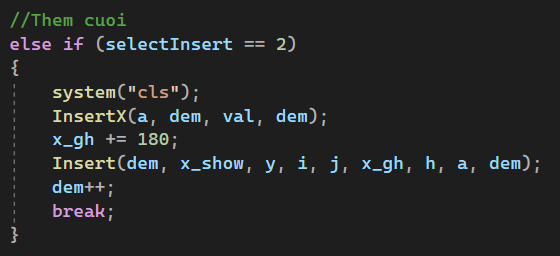 //Them cuoi
else if (selectInsert == 2)
{
system("cls");
InsertX(a, dem, val, dem);
x_gh += 180;
Insert(dem, x_show, y, i, j, x_gh, h, a, dem);
dem++;
break;
}